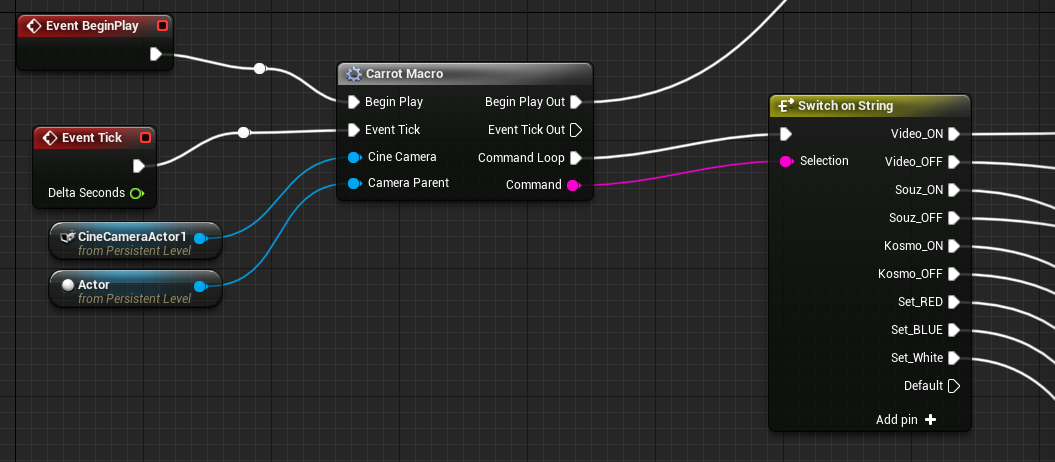 Event BeginPlay
Event Tick
Delta Seconds
CineCameraActor1
from Persistent Level
Actor
from Persistent Level
Carrot Macro
Begin Play
Begin Play Out
Event Tick
Event Tick Out
Cine Camera
Command Loop
Camera Parent
Command
Switch on String
Selection
Video_ON
Video_OFF
Souz_ON
Souz_OFF
Kosmo_ON
Kosmo_OFF
Set_RED
Set_BLUE
Set_White
Default
Add pin